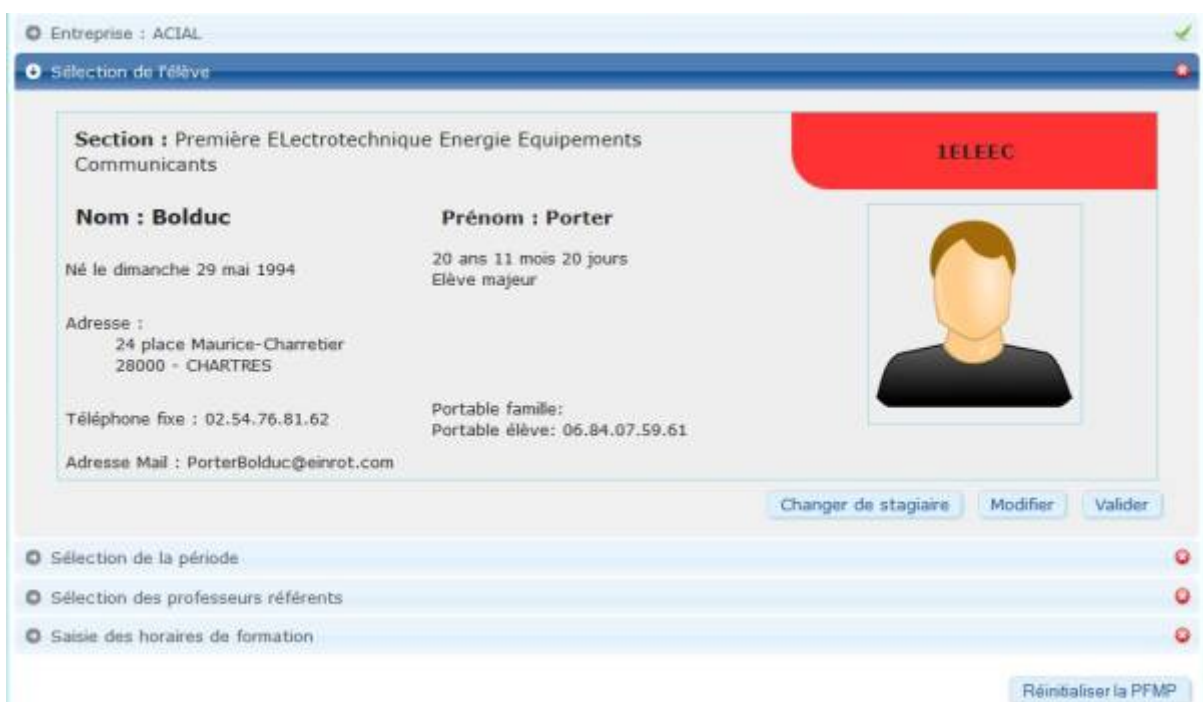 Entreprise : ACIAL
Sélection de l'élève
Section : Première ELectrotechnique Energie Equipements
Communicants
1ELEEC
Nom : Bolduc
Prénom : Porter
Né le dimanche 29 mai 1994
20 ans 11 mois 20 jours
Elève majeur
Adresse :
24 place Maurice-Charretier
28000 - CHARTRES
Téléphone fixe : 02.54.76.81.62
Portable famille:
Portable élève: 06.84.07.59.61
Adresse Mail : PorterBolduc@einrot.com
Changer de stagiaire
Modifier
Valider
Sélection de la période
Sélection des professeurs référents
Saisie des horaires de formation
Réinitialiser la PFMP